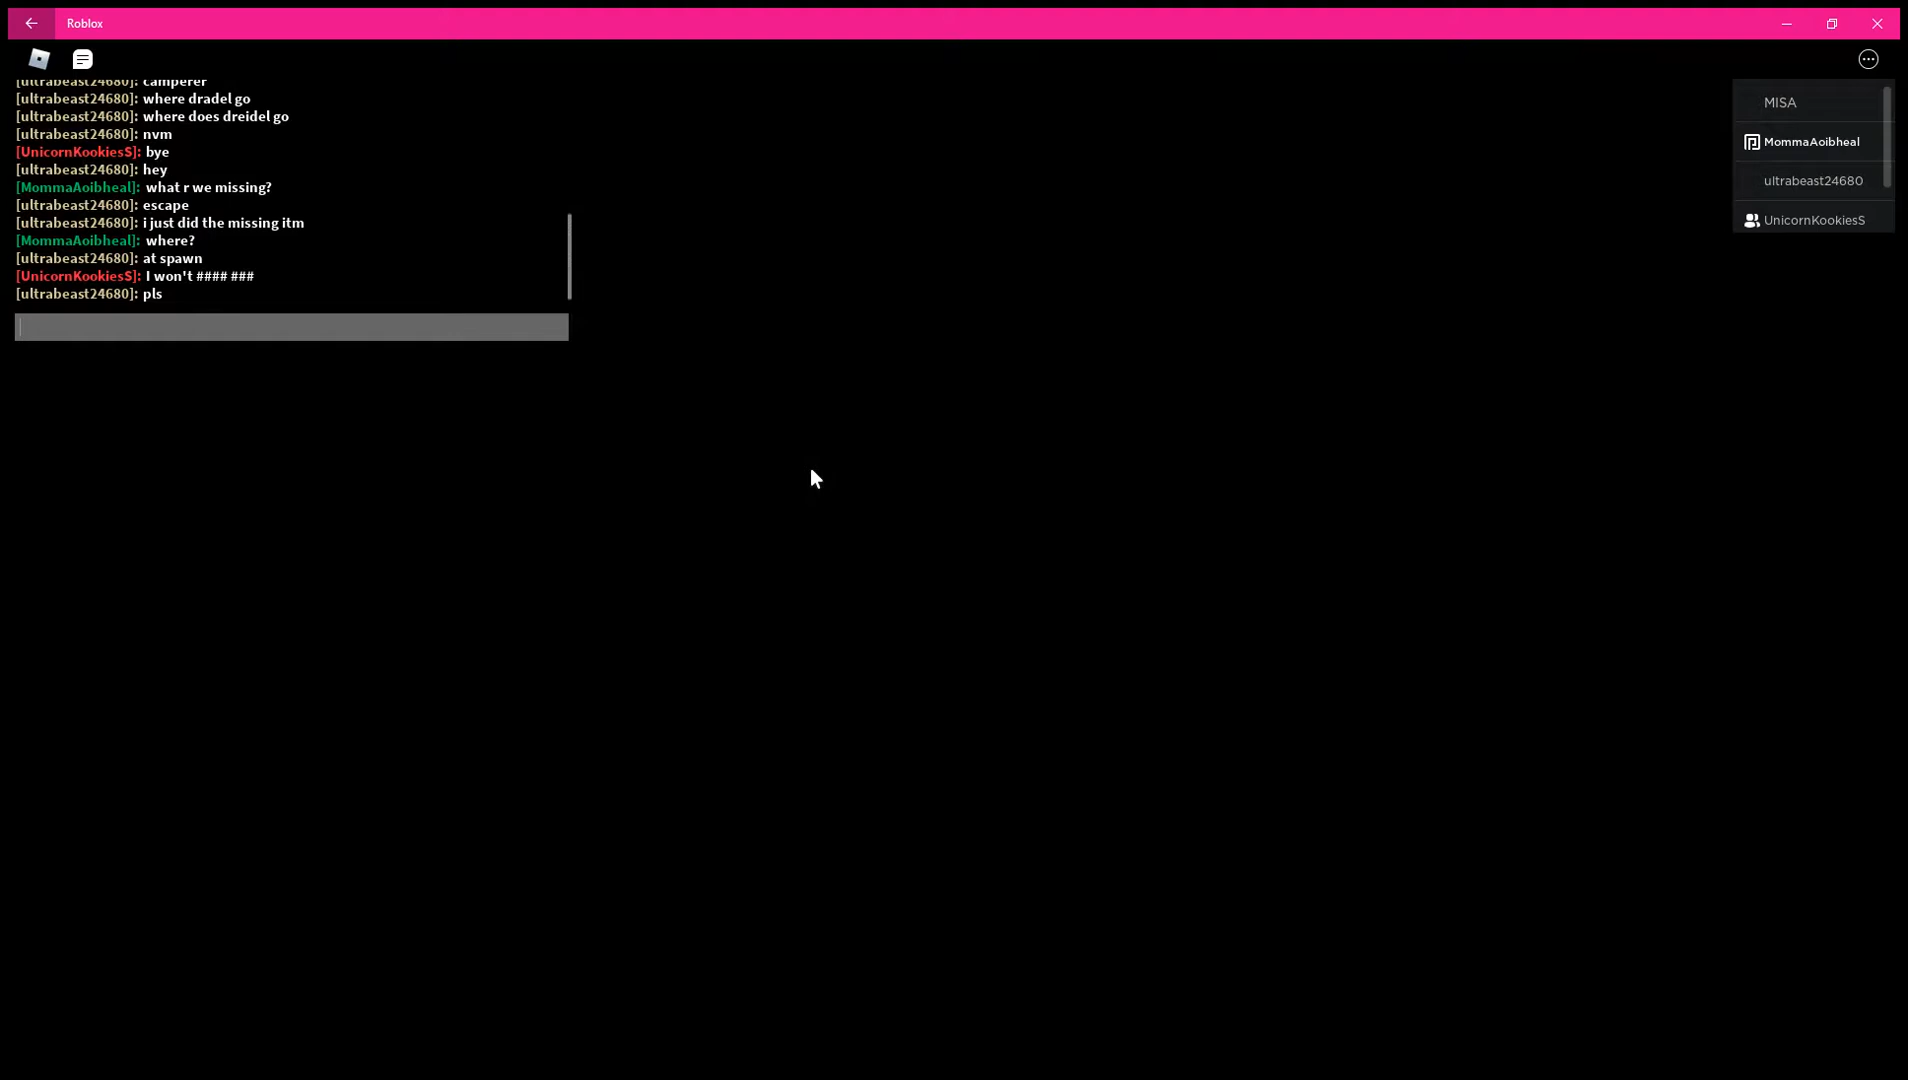 Roblox
[ultrabeast24680]: camperer
[ultrabeast24680]: where dradel go
[ultrabeast24680]: where does dreidel go
[ultrabeast24680]: nvm
[UnicornKookiesS]: bye
[ultrabeast24680]: hey
[MommaAoibheal]: what r we missing?
[ultrabeast24680]: escape
[ultrabeast24680]: i just did the missing itm
[MommaAoibheal]: where?
[ultrabeast24680]: at spawn
[UnicornKookiesS]: I won't #### ###
[ultrabeast24680]: pls
MISA
MommaAoibheal
ultrabeast24680
UnicornKookiesS